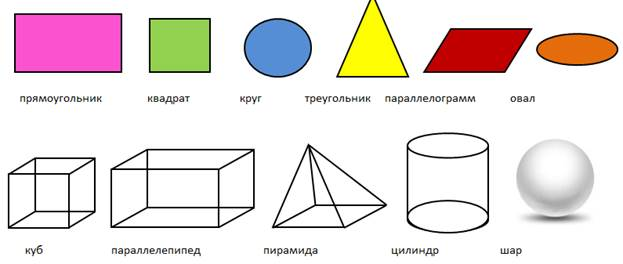 прямоугольник квадрат круг треугольник параллелограмм овал
куб параллелепипед пирамида цилиндр шар